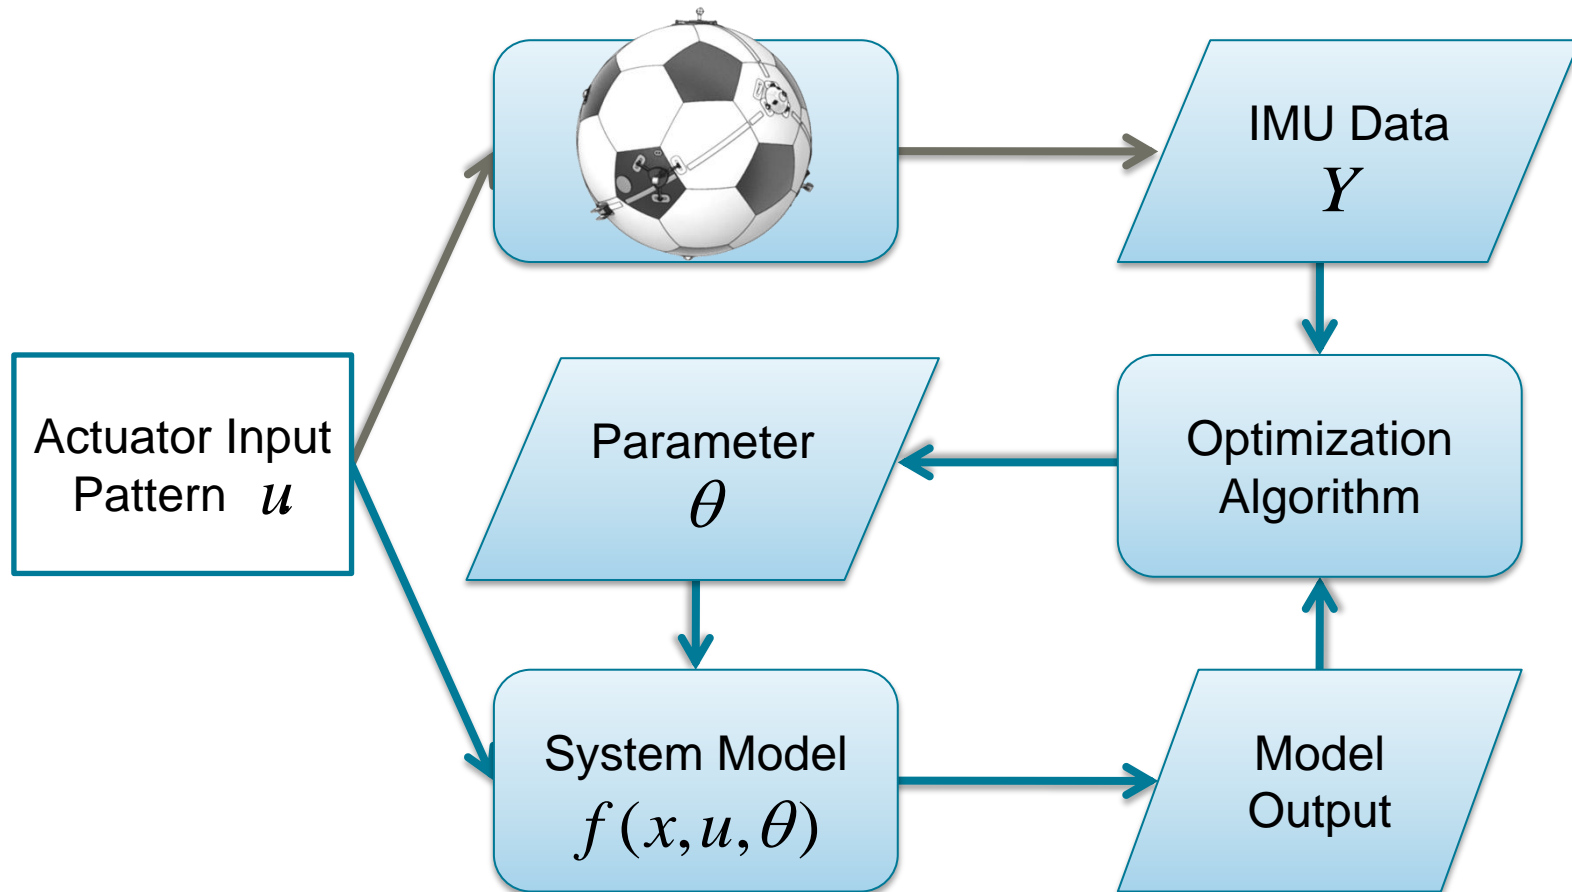 IMU Data
Y
Actuator Input
Pattern u
Parameter
θ
Optimization
Algorithm
System Model
f(x,u,θ)
Model
Output